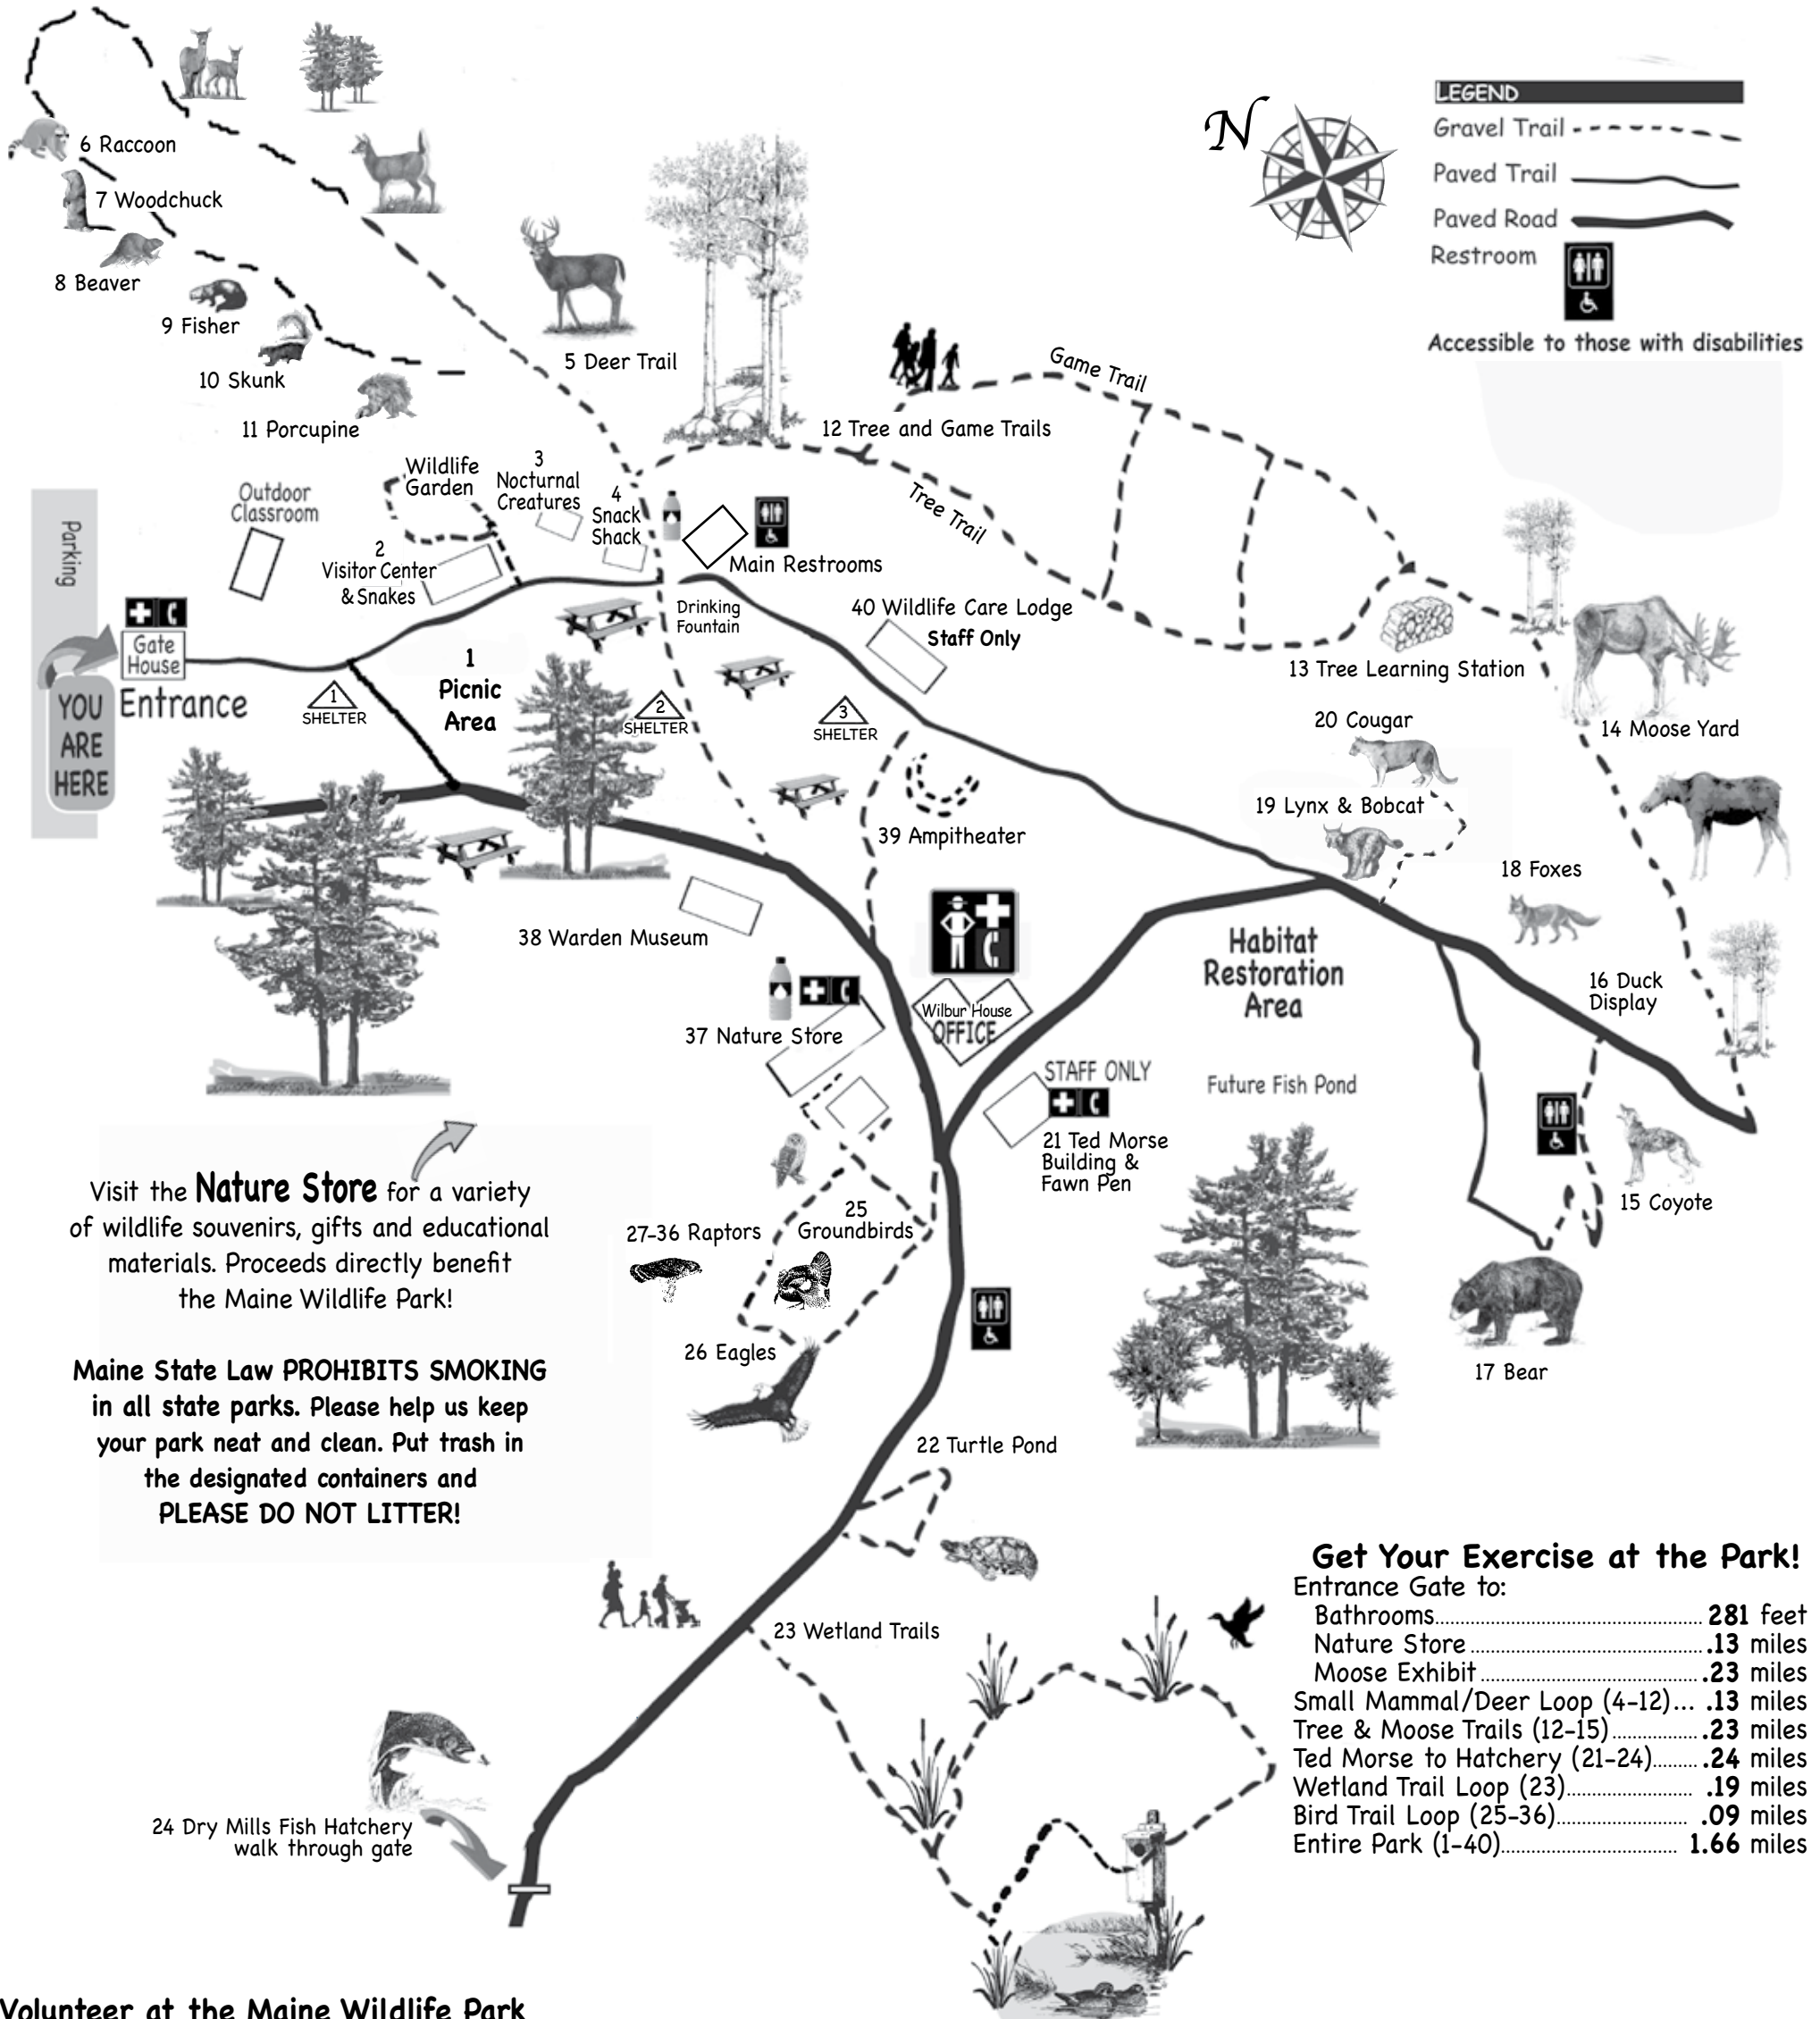 N
LEGEND
Gravel Trail
Paved Trail
Paved Road
Restroom
Accessible to those with disabilities
6 Raccoon
7 Woodchuck
8 Beaver
9 Fisher
10 Skunk
11 Porcupine
5 Deer Trail
Game Trail
12 Tree and Game Trails
Tree Trail
Parking
Outdoor
Classroom
Wildlife
Garden
3
Nocturnal
Creatures
4
Snack
Shack
2
Visitor Center
& Snakes
Main Restrooms
Drinking
Fountain
40 Wildlife Care Lodge
Staff Only
13 Tree Learning Station
14 Moose Yard
Gate
House
Entrance
YOU
ARE
HERE
1
SHELTER
1
Picnic
Area
2
SHELTER
3
SHELTER
20 Cougar
19 Lynx & Bobcat
18 Foxes
39 Ampitheater
38 Warden Museum
Habitat
Restoration
Area
16 Duck
Display
37 Nature Store
Wilbur House
OFFICE
STAFF ONLY
21 Ted Morse
Building &
Fawn Pen
Future Fish Pond
15 Coyote
17 Bear
Visit the Nature Store for a variety
of wildlife souvenirs, gifts and educational
materials. Proceeds directly benefit
the Maine Wildlife Park!
27-36 Raptors
25
Groundbirds
26 Eagles
Maine State Law PROHIBITS SMOKING
in all state parks. Please help us keep
your park neat and clean. Put trash in
the designated containers and
PLEASE DO NOT LITTER!
22 Turtle Pond
23 Wetland Trails
24 Dry Mills Fish Hatchery
walk through gate
Get Your Exercise at the Park!
Entrance Gate to:
Bathrooms................................................ 281 feet
Nature Store.......................................... .13 miles
Moose Exhibit........................................ .23 miles
Small Mammal/Deer Loop (4-12)... .13 miles
Tree & Moose Trails (12-15)................ .23 miles
Ted Morse to Hatchery (21-24)......... .24 miles
Wetland Trail Loop (23)....................... .19 miles
Bird Trail Loop (25-36)........................ .09 miles
Entire Park (1-40)................................ 1.66 miles
Volunteer at the Maine Wildlife Park